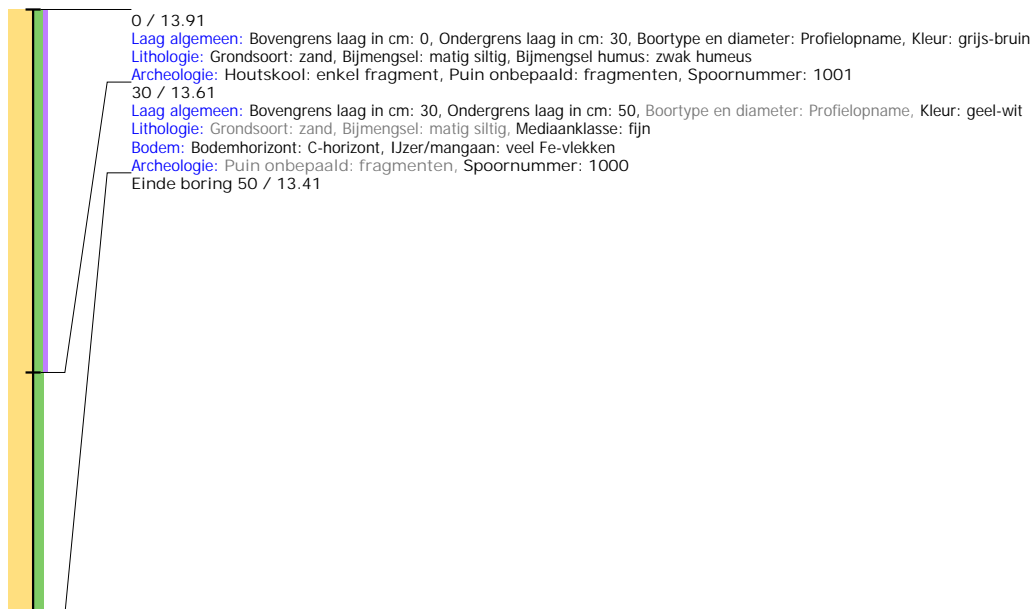 0 / 13.91
Laag algemeen: Bovengrens laag in cm: 0, Ondergrens laag in cm: 30, Boortype en diameter: Profielopname, Kleur: grijs-bruin
Lithologie: Grondsoort: zand, Bijmengsel: matig siltig, Bijmengsel humus: zwak humeus
Archeologie: Houtskool: enkel fragment, Puin onbepaald: fragmenten, Spoornummer: 1001
30 / 13.61
Laag algemeen: Bovengrens laag in cm: 30, Ondergrens laag in cm: 50, Boortype en diameter: Profielopname, Kleur: geel-wit
Lithologie: Grondsoort: zand, Bijmengsel: matig siltig, Mediaanklasse: fijn
Bodem: Bodemhorizont: C-horizont, IJzer/mangaan: veel Fe-vlekken
Archeologie: Puin onbepaald: fragmenten, Spoornummer: 1000
Einde boring 50 / 13.41